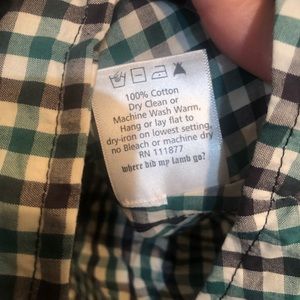 100% Cotton
Dry Clean or
Machine Wash Warm,
Hang or lay flat to
dry-iron on lowest setting,
no Bleach or machine dry
RN 111877
where did my lamb go?